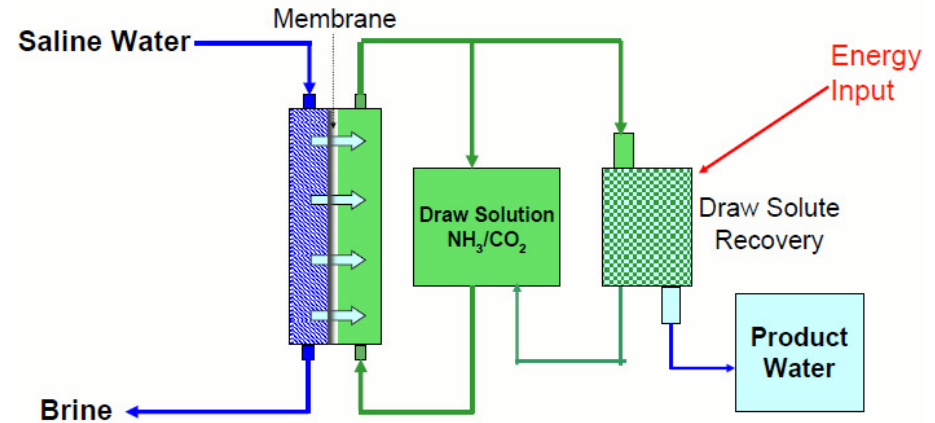 Membrane
Saline Water
Energy
Input
Draw Solution
NH₃/CO₂
Draw Solute
Recovery
Product
Water
Brine